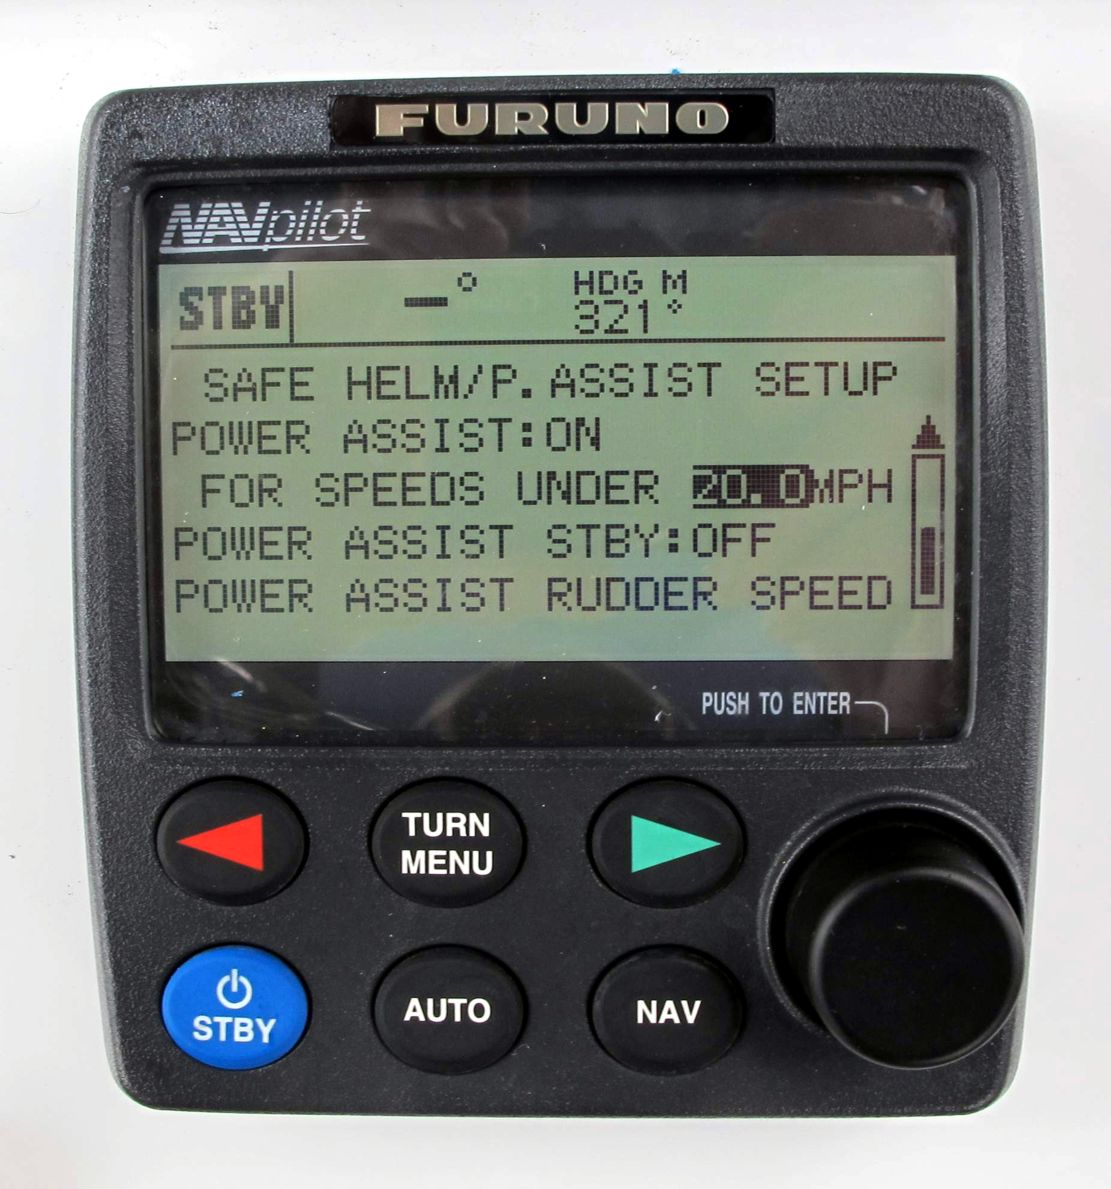 FURUNO
NAVpilot
STBY –° HDG M
321°
SAFE HELM/P.ASSIST SETUP
POWER ASSIST:ON
FOR SPEEDS UNDER 20.0MPH
POWER ASSIST STBY:OFF
POWER ASSIST RUDDER SPEED
PUSH TO ENTER
TURN
MENU
STBY
AUTO
NAV